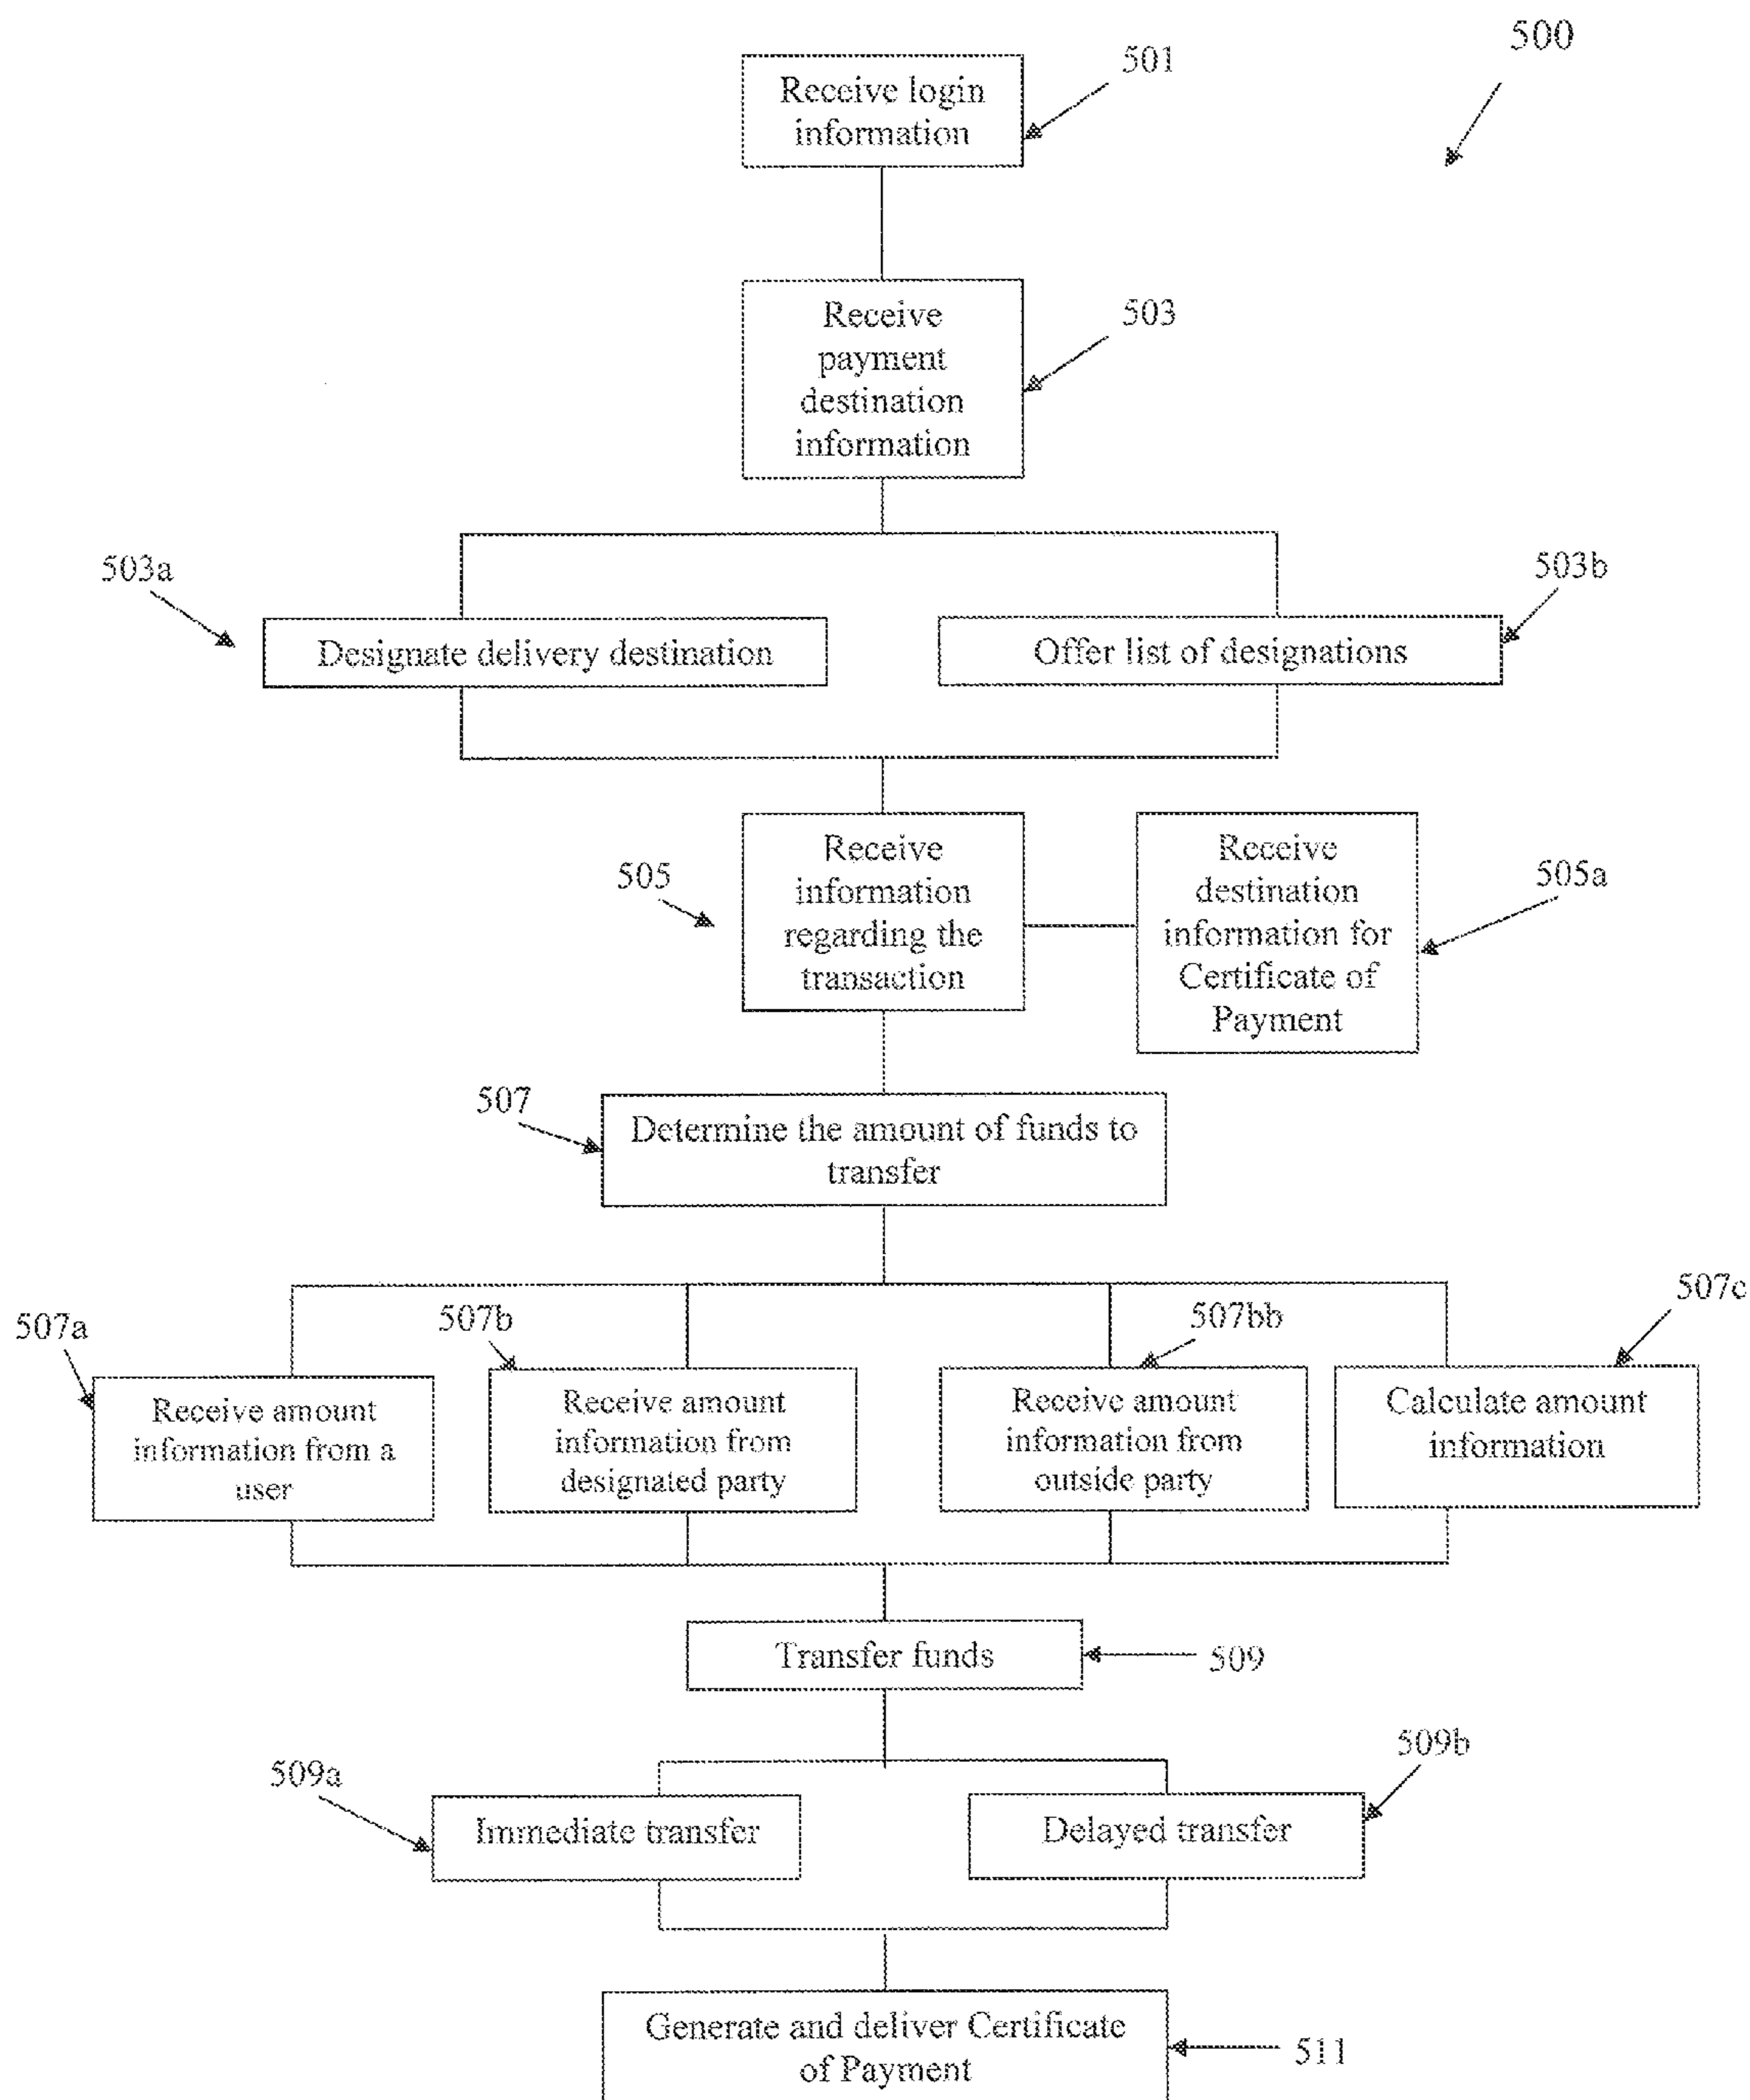 500
501
Receive login
information
503
Receive
payment
destination
information
503a
503b
Designate delivery destination
Offer list of designations
505
Receive
information
regarding the
transaction
Receive
destination
information for
Certificate of
Payment
505a
507
Determine the amount of funds to
transfer
507a
507b
507bb
507c
Receive amount
information from a
user
Receive amount
information from
designated party
Receive amount
information from
outside party
Calculate amount
information
Transfer funds
509
509a
509b
Immediate transfer
Delayed transfer
Generate and deliver Certificate
of Payment
511